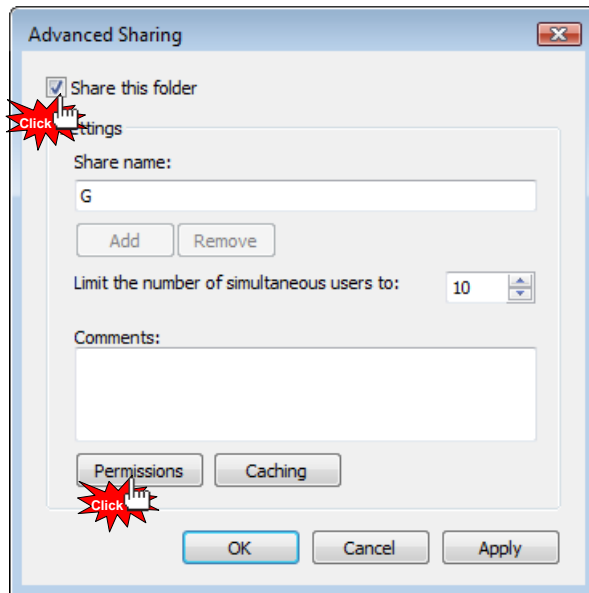 Advanced Sharing
Share this folder
Click
ettings
Share name:
G
Add Remove
Limit the number of simultaneous users to: 10
Comments:
Permissions Caching
Click
OK Cancel Apply